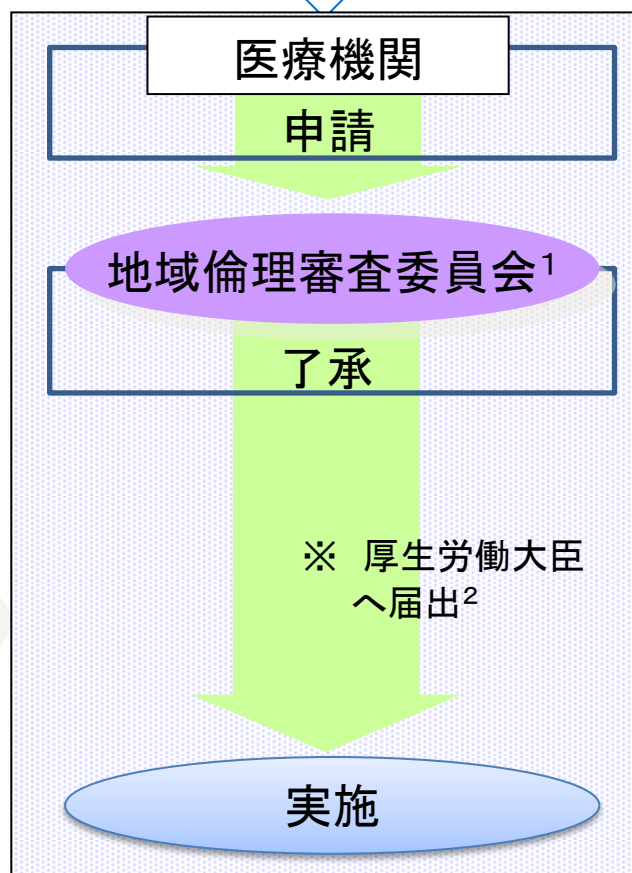 医療機関
申請
地域倫理審査委員会¹
了承
※ 厚生労働大臣
へ届出²
実施